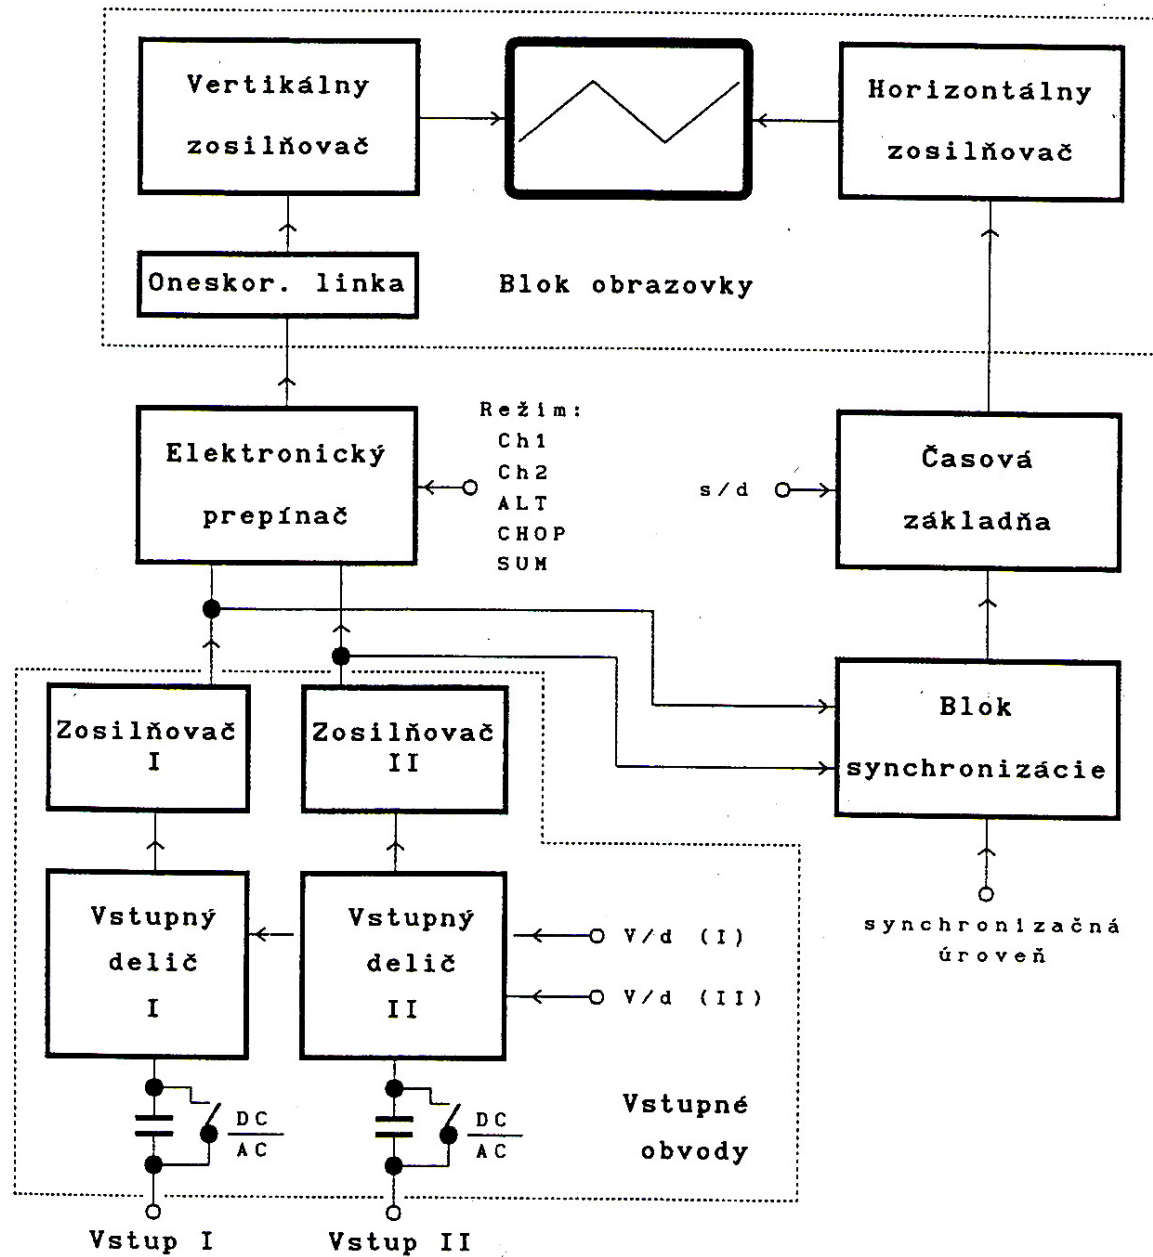 Vertikálny
zosilňovač
Horizontálny
zosilňovač
Oneskor. linka
Blok obrazovky
Elektronický
prepínač
Režim:
Ch1
Ch2
ALT
CHOP
SUM
s/d
Časová
základňa
Zosilňovač
I
Zosilňovač
II
Blok
synchronizácie
Vstupný
delič
I
Vstupný
delič
II
V/d (I)
V/d (II)
synchronizačná
úroveň
DC
AC
DC
AC
Vstupné
obvody
Vstup I
Vstup II